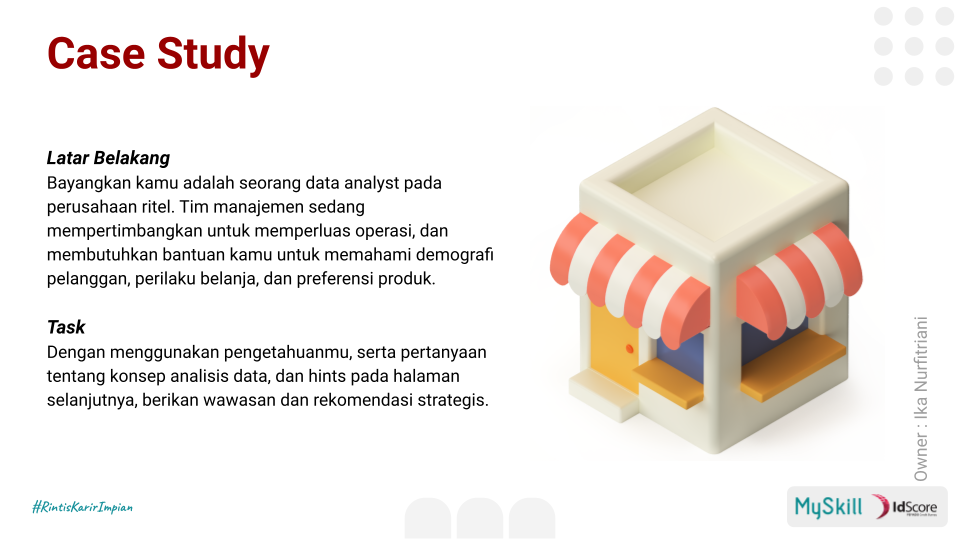 Case Study
Latar Belakang
Bayangkan kamu adalah seorang data analyst pada
perusahaan ritel. Tim manajemen sedang
mempertimbangkan untuk memperluas operasi, dan
membutuhkan bantuan kamu untuk memahami demografi
pelanggan, perilaku belanja, dan preferensi produk.
Task
Dengan menggunakan pengetahuanmu, serta pertanyaan
tentang konsep analisis data, dan hints pada halaman
selanjutnya, berikan wawasan dan rekomendasi strategis.
Owner : Ika Nurfitriani
#RintisKarirImpian
MySkill
IdScore